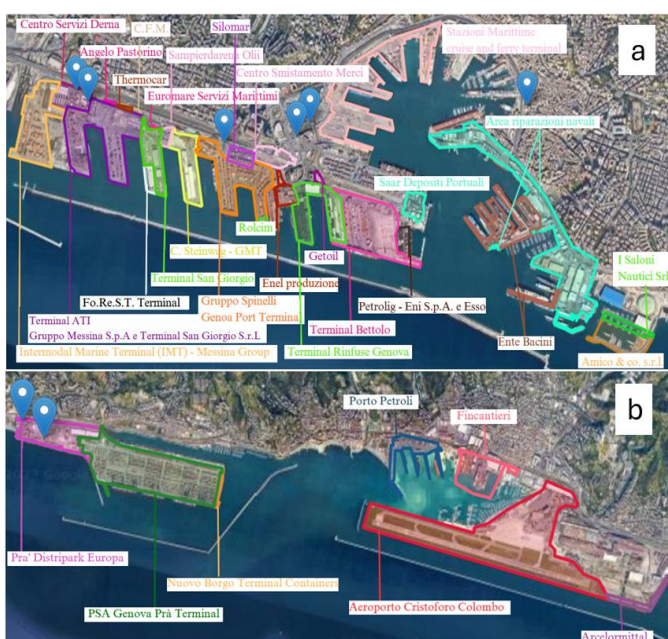 Centro Servizi Derna
C.F.M.
Silomar
Stazioni Marittime
cruise and ferry terminal
a
Angelo Pastorino
Sampierdarena Olii
Thermocar
Centro Smistamento Merci
Euromare Servizi Marittimi
Area riparazioni navali
Saar Depositi Portuali
Rolcim
C. Steinweg - GMT
Getoil
I Saloni
Nautici Srl
Terminal San Giorgio
Enel produzione
Fo.Re.S.T. Terminal
Gruppo Spinelli
Genoa Port Terminal
Petrolig - Eni S.p.A. e Esso
Terminal ATI
Gruppo Messina S.p.A e Terminal San Giorgio S.r.L
Terminal Bettolo
Ente Bacini
Intermodal Marine Terminal (IMT) - Messina Group
Terminal Rinfuse Genova
Amico & co. s.r.l
Porto Petroli
b
Fincantieri
Pra' Distripark Europa
Nuovo Borgo Terminal Containers
PSA Genova Prà Terminal
Aeroporto Cristoforo Colombo
Arcelormittal